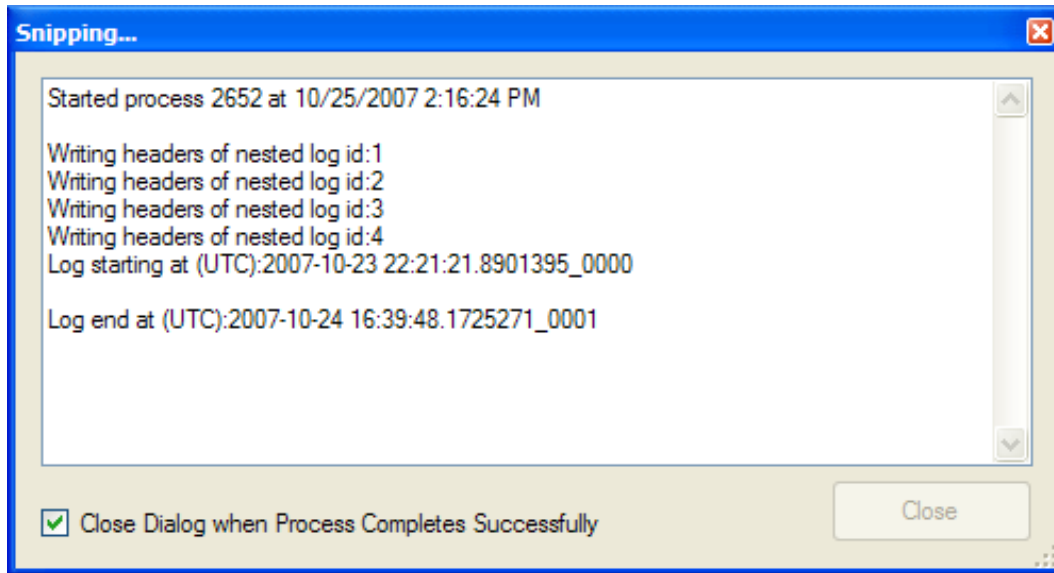 Snipping...
Started process 2652 at 10/25/2007 2:16:24 PM
Writing headers of nested log id:1
Writing headers of nested log id:2
Writing headers of nested log id:3
Writing headers of nested log id:4
Log starting at (UTC):2007-10-23 22:21:21.8901395_0000
Log end at (UTC):2007-10-24 16:39:48.1725271_0001
Close Dialog when Process Completes Successfully
Close